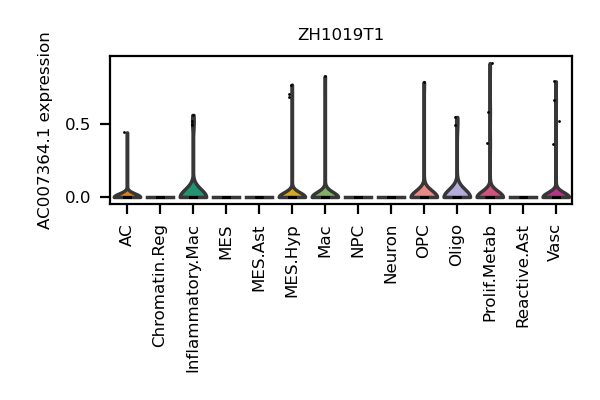 ZH1019T1
AC007364.1 expression
0.5
0.0
AC
Chromatin.Reg
Inflammatory.Mac
MES
MES.Ast
MES.Hyp
Mac
NPC
Neuron
OPC
Oligo
Prolif.Metab
Reactive.Ast
Vasc